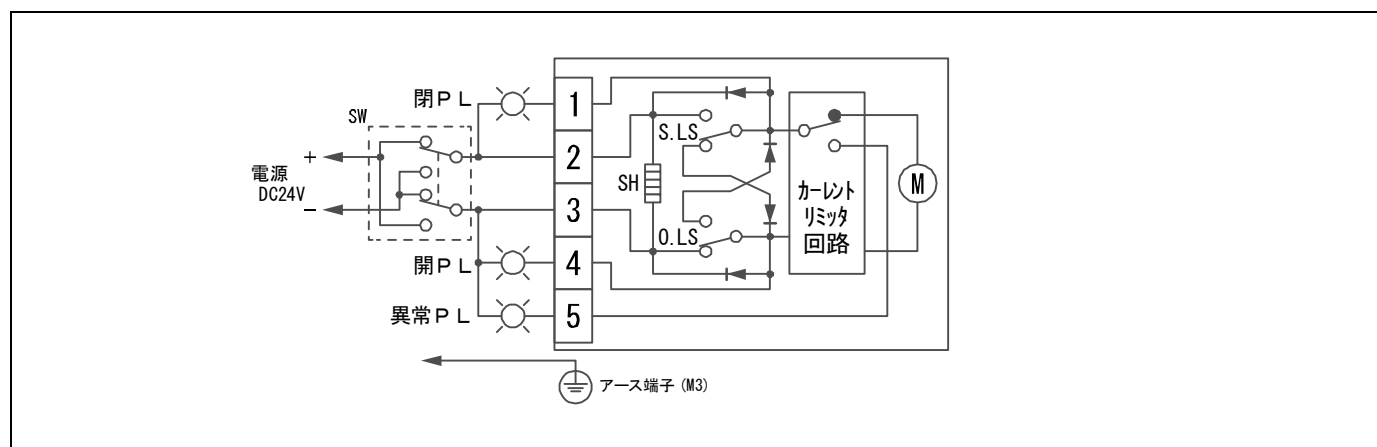 閉PL
SW
+
電源
DC24V
−
開PL
異常PL
1
2
3
4
5
S.LS
SH
O.LS
カーレント
リミッタ
回路
M
アース端子 (M3)